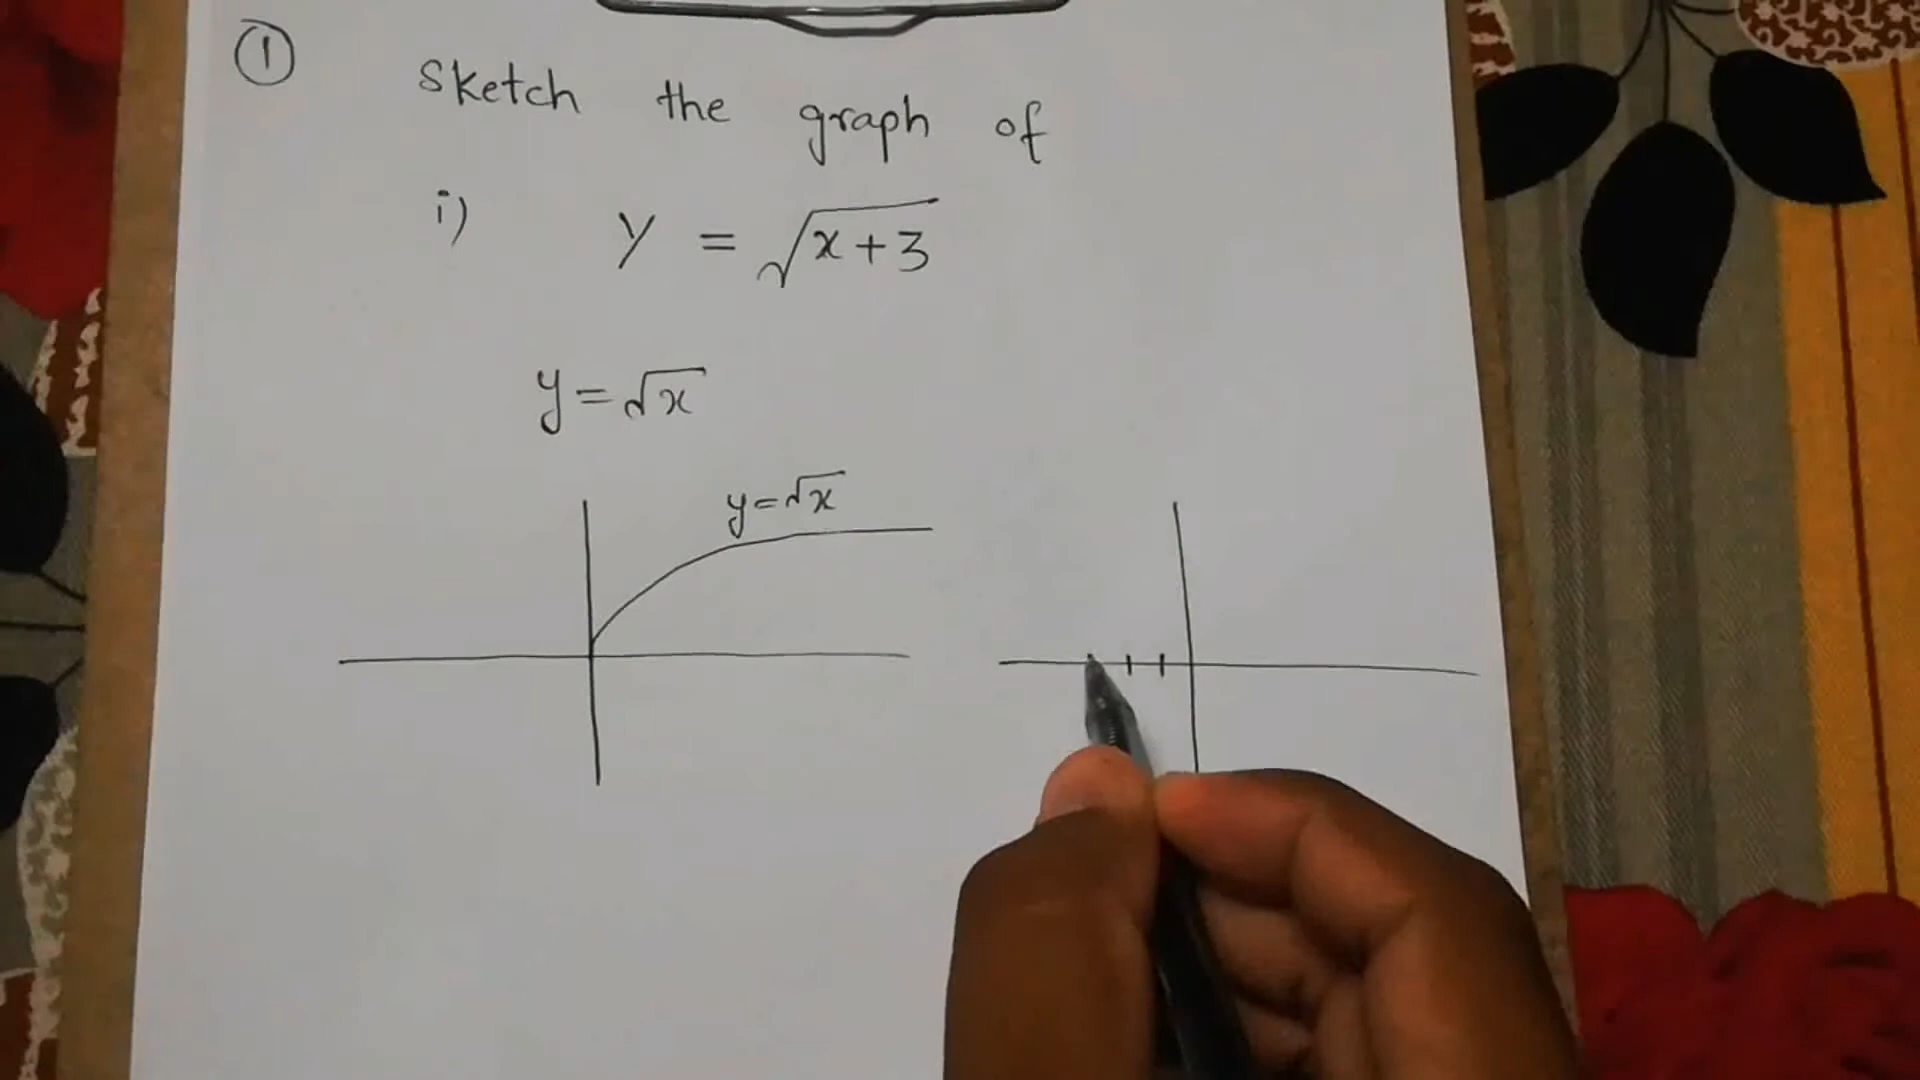 ①
Sketch the graph of
i) y = √(x+3)
y = √x
y = √x